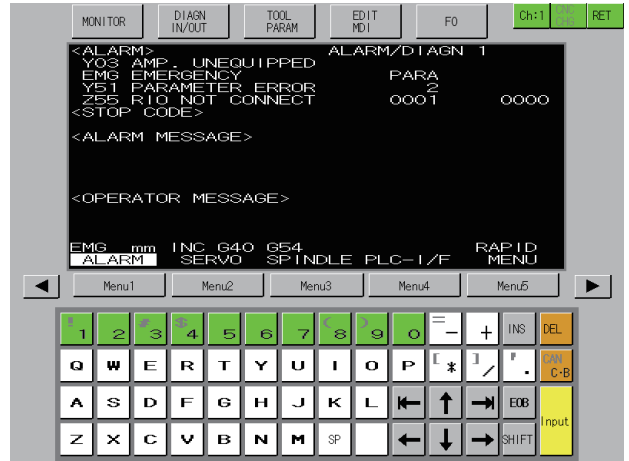 MONITOR DIAGN IN/OUT TOOL PARAM EDIT MDI F0 Ch:1 CNC CHG RET
<ALARM> ALARM/DIAGN 1
Y03 AMP. UNEQUIPPED
EMG EMERGENCY PARA
Y51 PARAMETER ERROR 2
Z55 RIO NOT CONNECT 0001 0000
<STOP CODE>
<ALARM MESSAGE>
<OPERATOR MESSAGE>
EMG mm INC G40 G54 RAPID
ALARM SERVO SPINDLE PLC-I/F MENU
◀ Menu1 Menu2 Menu3 Menu4 Menu5 ▶
! 1 2 # 3 $ 4 5 6 7 ( 8 ) 9 0 = - + INS DEL
Q W E R T Y U I O P [ * ] / ' . CAN C·B
A S D F G H J K L ↑ EOB Input
Z X C V B N M SP ← ↓ → SHIFT